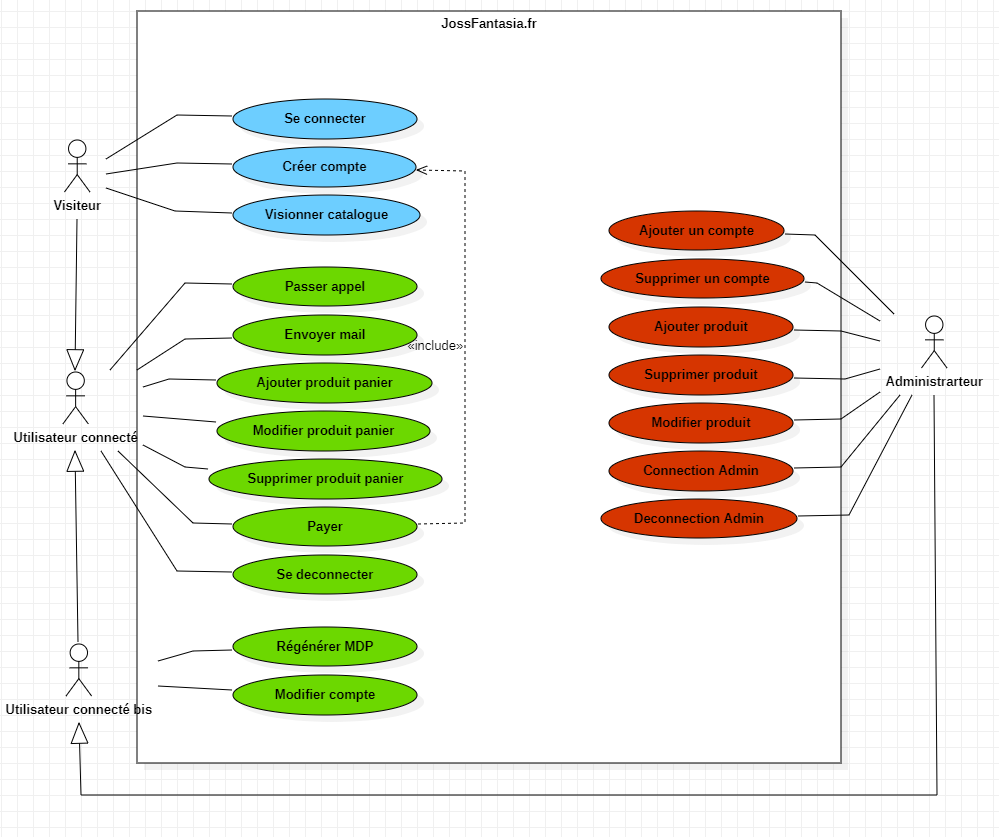 JossFantasia.fr
Se connecter
Créer compte
Visionner catalogue
Visiteur
Passer appel
Envoyer mail
«include»
Ajouter produit panier
Modifier produit panier
Supprimer produit panier
Payer
Se deconnecter
Utilisateur connecté
Régénérer MDP
Modifier compte
Utilisateur connecté bis
Ajouter un compte
Supprimer un compte
Ajouter produit
Supprimer produit
Modifier produit
Connection Admin
Deconnection Admin
Administrarteur